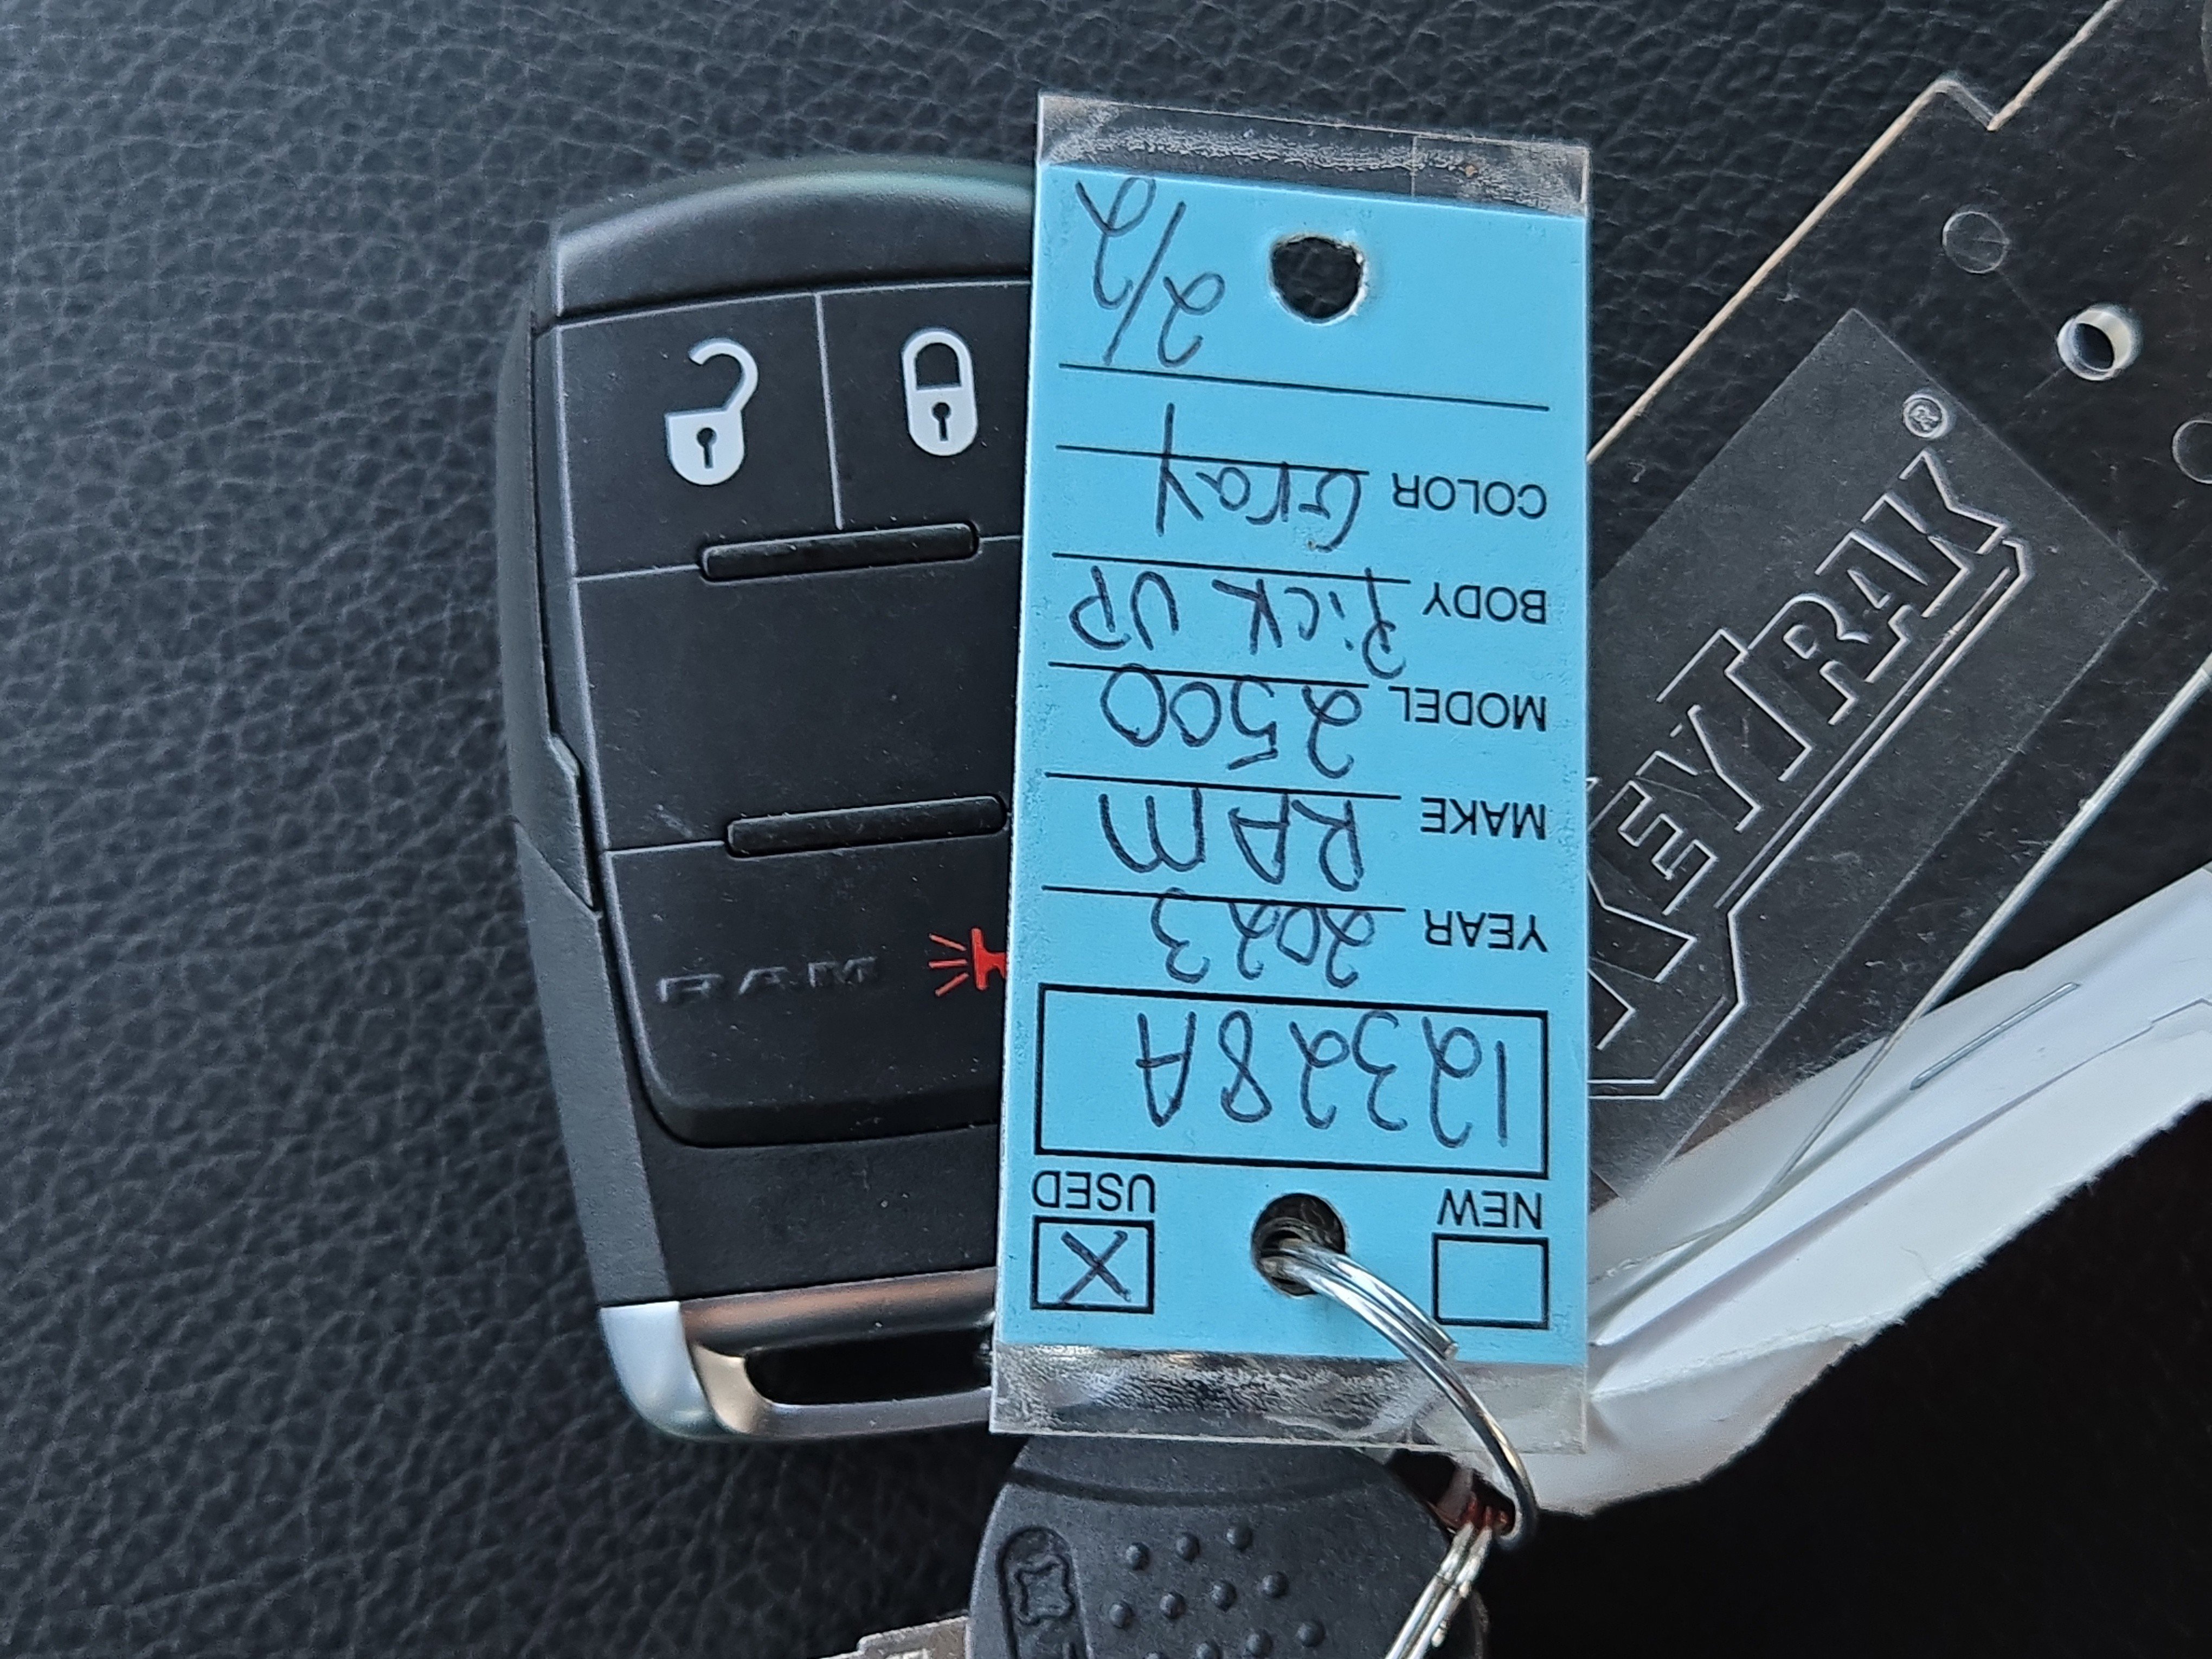 NEW USED X
12328A
YEAR 2023
MAKE RAM
MODEL 2500
BODY Pick UP
COLOR Gray
2/2
RAM
KEYTRAK®